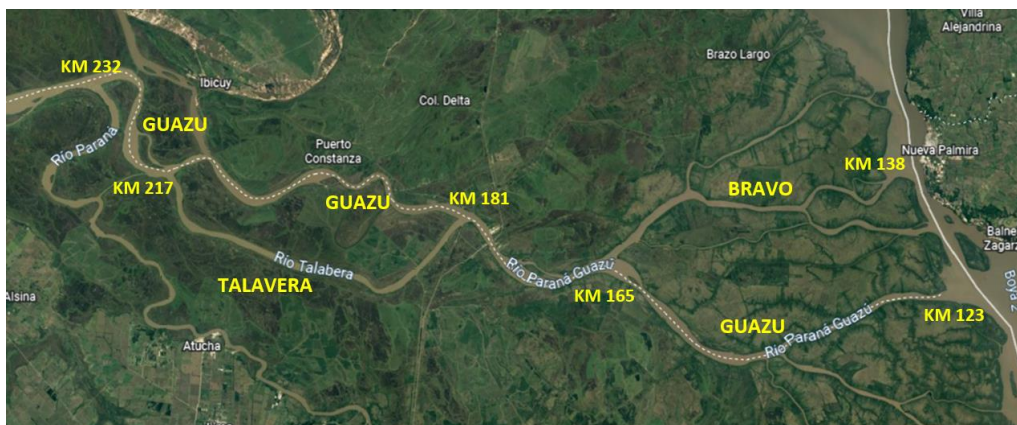 Villa
Alejandrina
Brazo Largo
KM 232
Ibicuy
Col. Delta
GUAZU
Río Paraná
Puerto
Constanza
Nueva Palmira
KM 138
KM 217
BRAVO
KM 181
GUAZU
Balne
Zagarz
Río Talabera
Río Paraná Guazú
TALAVERA
Alsina
KM 165
Boya 2
GUAZU
KM 123
Río Paraná Guazú
Atucha